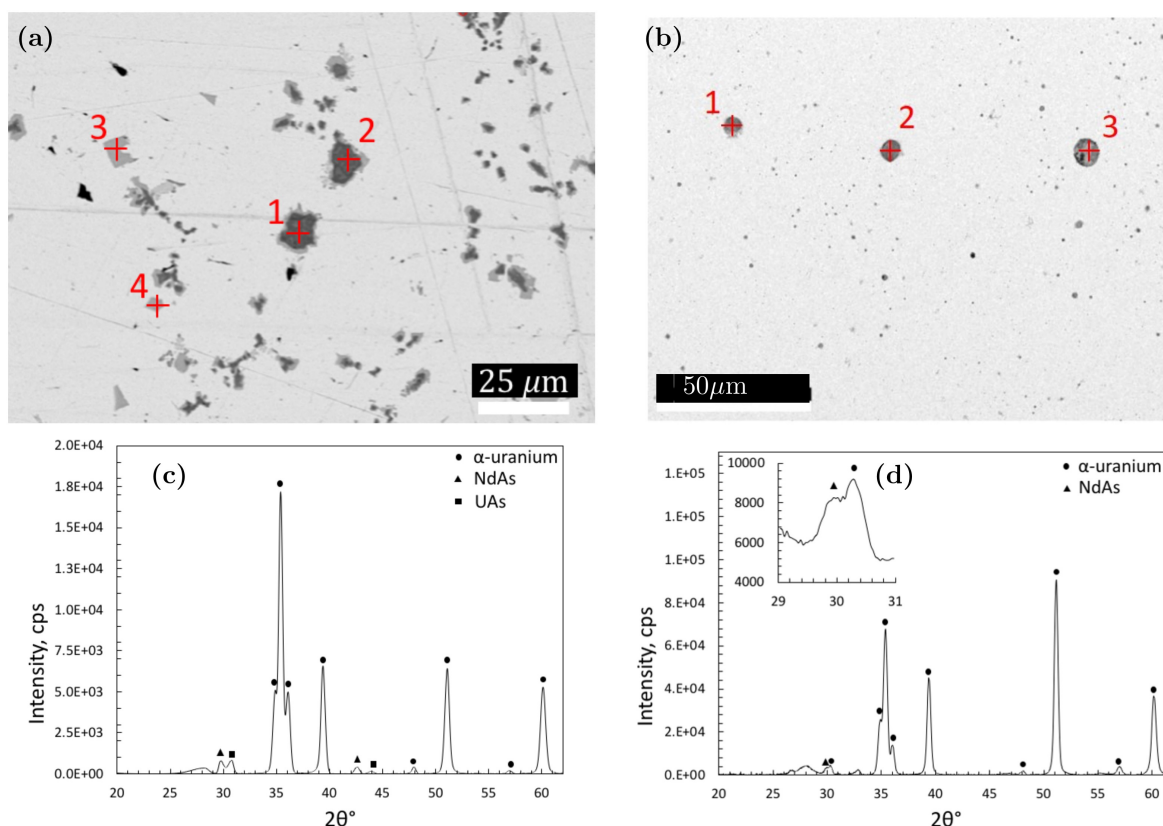 (a)
3
2
1
4
25 μm
(b)
1
2
3
50μm
(c)
● α-uranium
▲ NdAs
■ UAs
2.0E+04
1.8E+04
1.5E+04
1.3E+04
1.0E+04
7.5E+03
5.0E+03
2.5E+03
0.0E+00
Intensity, cps
20 25 30 35 40 45 50 55 60
2θ°
(d)
● α-uranium
▲ NdAs
10000
8000
6000
4000
29 30 31
1.E+05
1.E+05
1.E+05
8.E+04
6.E+04
4.E+04
2.E+04
0.E+00
Intensity, cps
20 25 30 35 40 45 50 55 60
2θ°